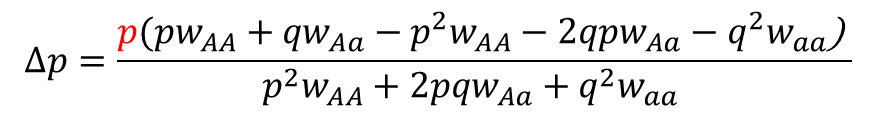 Δp = p(pw_AA + qw_Aa − p²w_AA − 2qpw_Aa − q²w_aa) / p²w_AA + 2pqw_Aa + q²w_aa